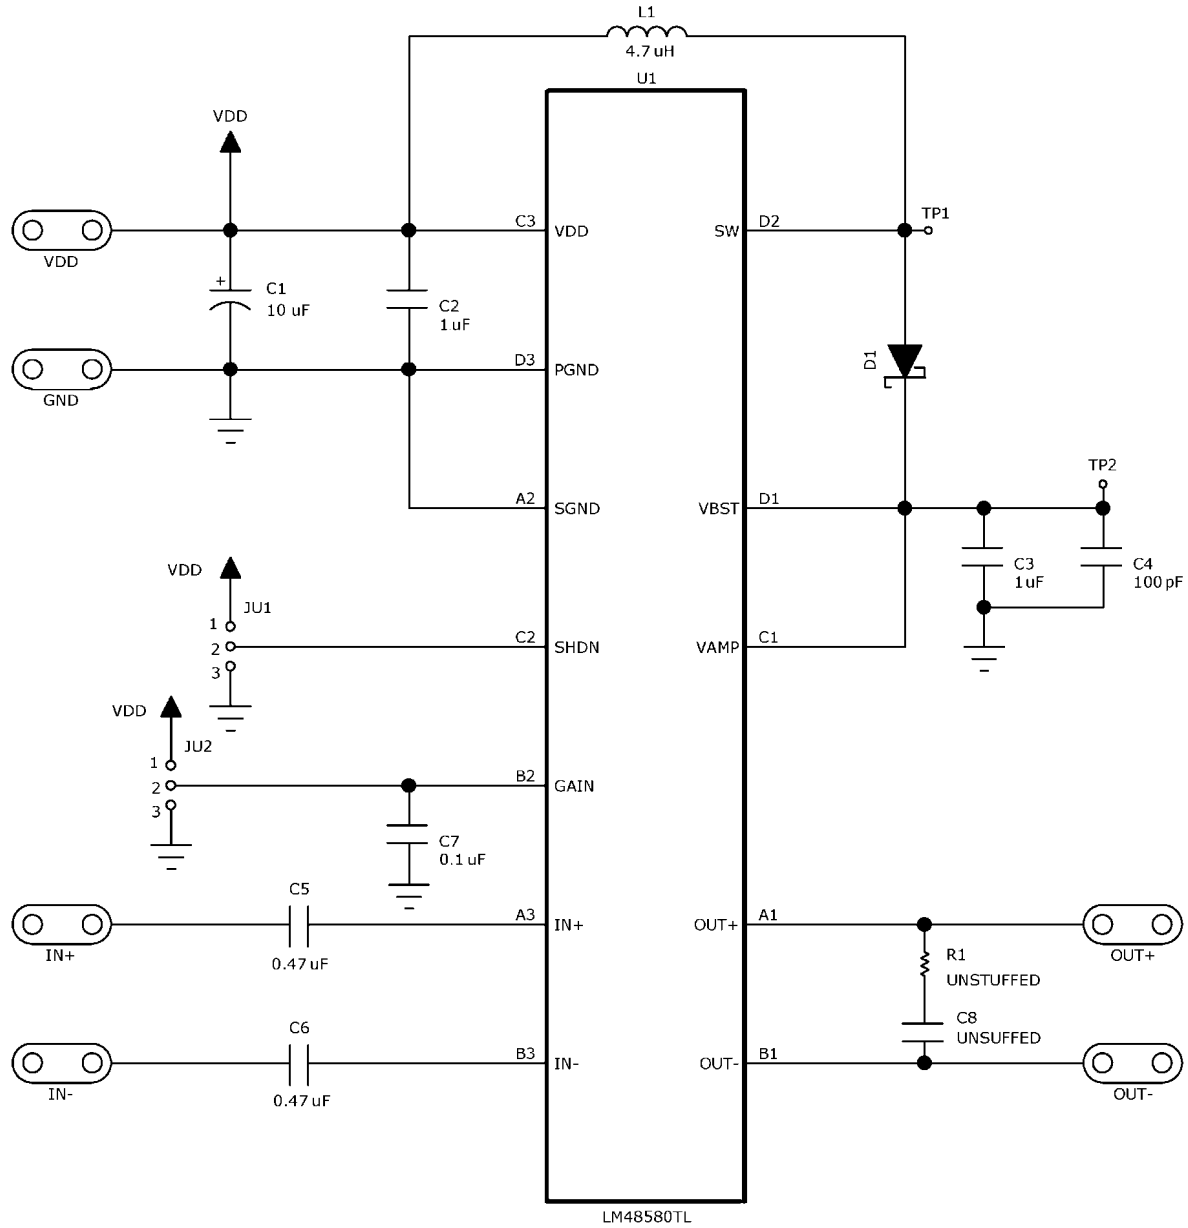 L1
4.7 uH
U1
VDD
C3 VDD
SW D2
TP1
VDD
+
C1
10 uF
C2
1 uF
D3 PGND
D1
GND
TP2
A2 SGND
VBST D1
C3
1 uF
C4
100 pF
VDD
JU1
1
2
3
C2 SHDN
VAMP C1
VDD
JU2
1
2
3
B2 GAIN
C7
0.1 uF
C5
A3 IN+
OUT+ A1
IN+
0.47 uF
R1
UNSTUFFED
OUT+
C6
C8
UNSUFFED
B3 IN-
OUT- B1
IN-
0.47 uF
OUT-
LM48580TL